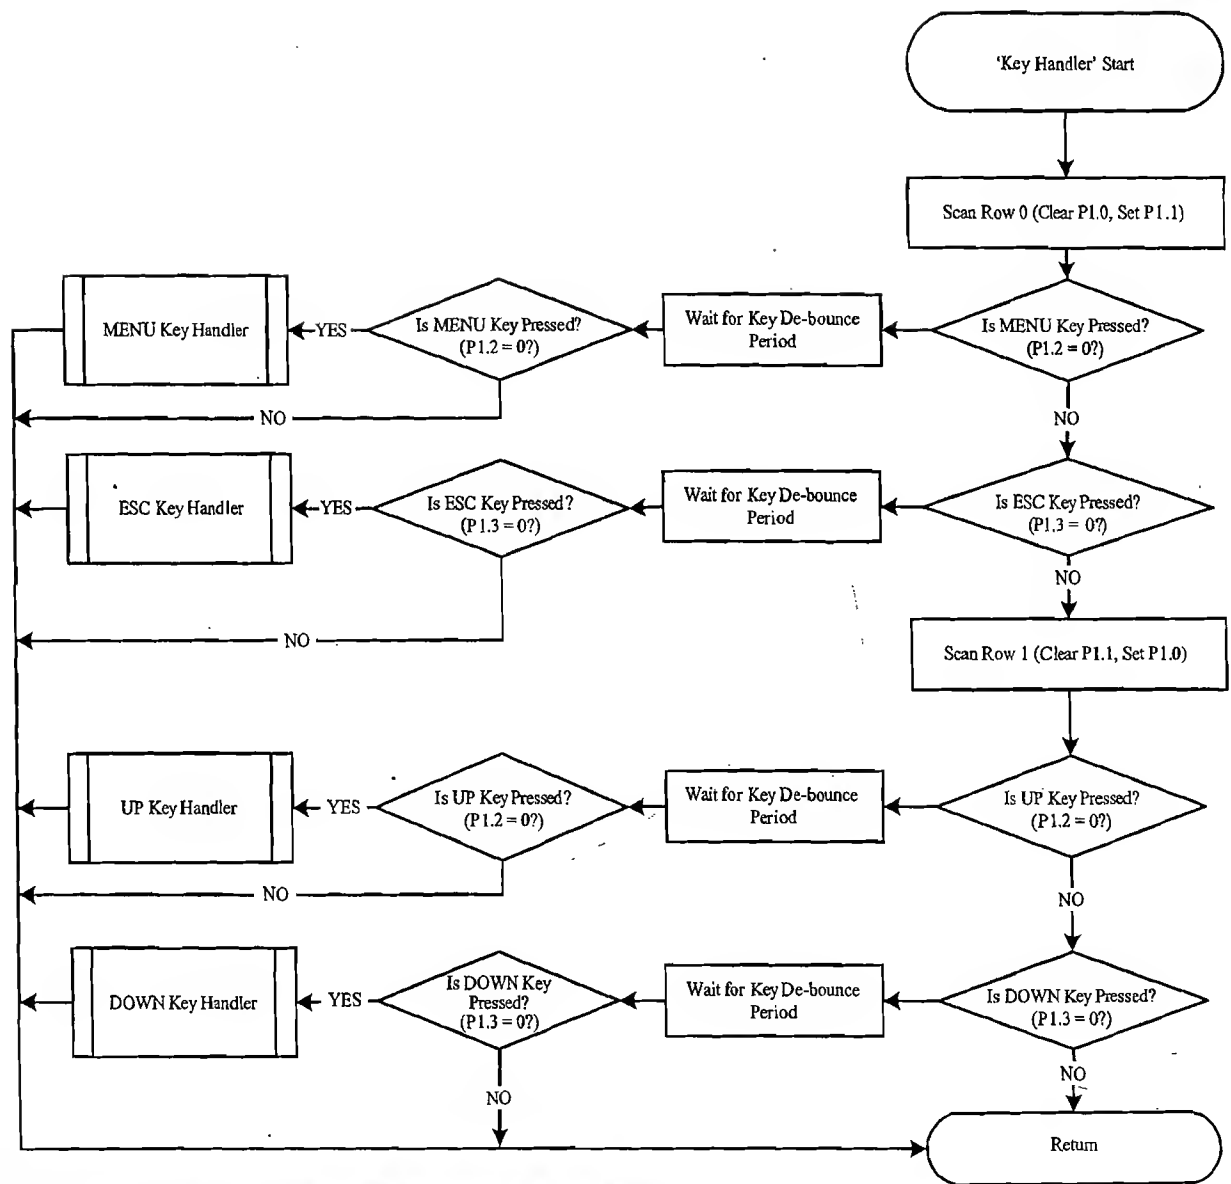 'Key Handler' Start
Scan Row 0 (Clear P1.0, Set P1.1)
MENU Key Handler
YES
Is MENU Key Pressed?
(P1.2 = 0?)
Wait for Key De-bounce
Period
Is MENU Key Pressed?
(P1.2 = 0?)
NO
NO
ESC Key Handler
YES
Is ESC Key Pressed?
(P1.3 = 0?)
Wait for Key De-bounce
Period
Is ESC Key Pressed?
(P1.3 = 0?)
NO
NO
Scan Row 1 (Clear P1.1, Set P1.0)
UP Key Handler
YES
Is UP Key Pressed?
(P1.2 = 0?)
Wait for Key De-bounce
Period
Is UP Key Pressed?
(P1.2 = 0?)
NO
NO
DOWN Key Handler
YES
Is DOWN Key
Pressed?
(P1.3 = 0?)
Wait for Key De-bounce
Period
Is DOWN Key Pressed?
(P1.3 = 0?)
NO
NO
Return